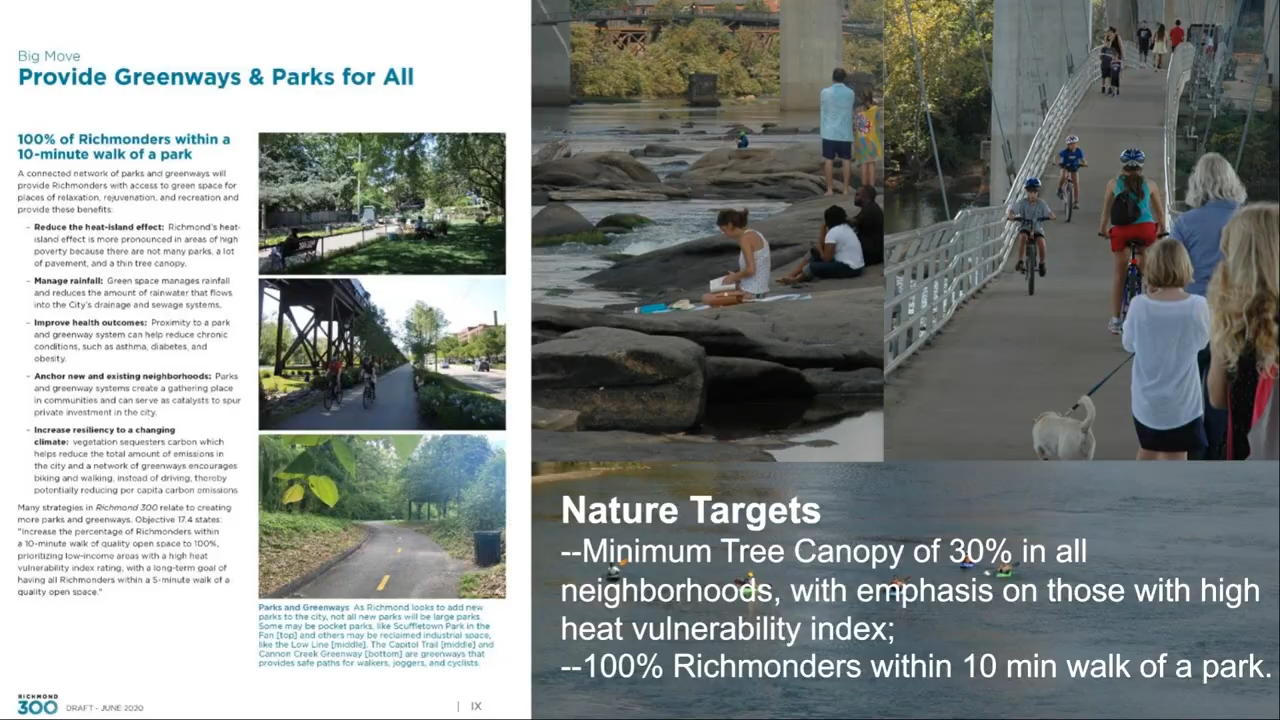 Big Move
Provide Greenways & Parks for All
100% of Richmonders within a
10-minute walk of a park
A connected network of parks and greenways will
provide Richmonders with access to green space for
places of relaxation, rejuvenation, and recreation and
provide these benefits:
– Reduce the heat-island effect: Richmond's heat-
island effect is more pronounced in areas of high
poverty because there are not many parks, a lot
of pavement, and a thin tree canopy.
– Manage rainfall: Green space manages rainfall
and reduces the amount of rainwater that flows
into the City's drainage and sewage systems.
– Improve health outcomes: Proximity to a park
and greenway system can help reduce chronic
conditions, such as asthma, diabetes, and
obesity.
– Anchor new and existing neighborhoods: Parks
and greenway systems create a gathering place
in communities and can serve as catalysts to spur
private investment in the city.
– Increase resiliency to a changing
climate: vegetation sequesters carbon which
helps reduce the total amount of emissions in
the city and a network of greenways encourages
biking and walking, instead of driving, thereby
potentially reducing per capita carbon emissions
Many strategies in Richmond 300 relate to creating
more parks and greenways. Objective 17.4 states:
"Increase the percentage of Richmonders within
a 10-minute walk of quality open space to 100%,
prioritizing low-income areas with a high heat
vulnerability index rating, with a long-term goal of
having all Richmonders within a 5-minute walk of a
quality open space."
Parks and Greenways As Richmond looks to add new
parks to the city, not all new parks will be large parks.
Some may be pocket parks, like Scuffletown Park in the
Fan [top] and others may be reclaimed industrial space,
like the Low Line [middle]. The Capitol Trail [middle] and
Cannon Creek Greenway [bottom] are greenways that
provides safe paths for walkers, joggers, and cyclists.
RICHMOND
300 DRAFT - JUNE 2020
| IX
Nature Targets
--Minimum Tree Canopy of 30% in all
neighborhoods, with emphasis on those with high
heat vulnerability index;
--100% Richmonders within 10 min walk of a park.